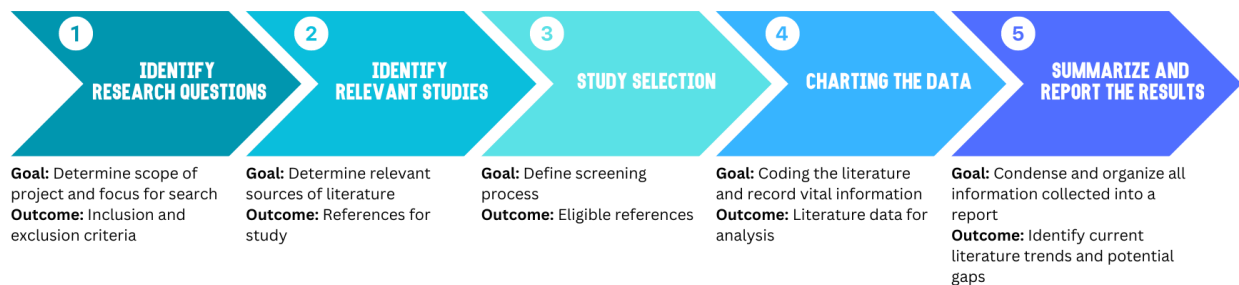 1
IDENTIFY
RESEARCH QUESTIONS
Goal: Determine scope of
project and focus for search
Outcome: Inclusion and
exclusion criteria
2
IDENTIFY
RELEVANT STUDIES
Goal: Determine relevant
sources of literature
Outcome: References for
study
3
STUDY SELECTION
Goal: Define screening
process
Outcome: Eligible references
4
CHARTING THE DATA
Goal: Coding the literature
and record vital information
Outcome: Literature data for
analysis
5
SUMMARIZE AND
REPORT THE RESULTS
Goal: Condense and organize all
information collected into a
report
Outcome: Identify current
literature trends and potential
gaps